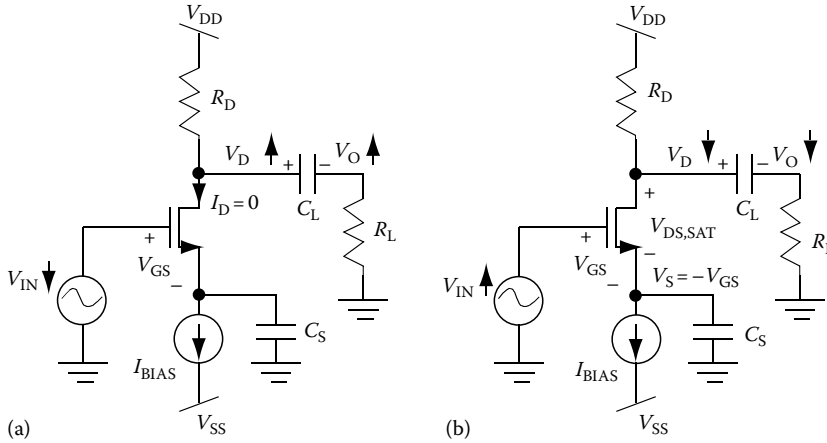 V_DD
R_D
V_D
+
−
V_O
I_D = 0
C_L
+
R_L
V_GS
V_IN
−
C_S
I_BIAS
V_SS
(a)
V_DD
R_D
V_D
+
−
V_O
+
C_L
+
V_DS,SAT
V_GS
−
−
V_S = −V_GS
V_IN
C_S
I_BIAS
V_SS
(b)